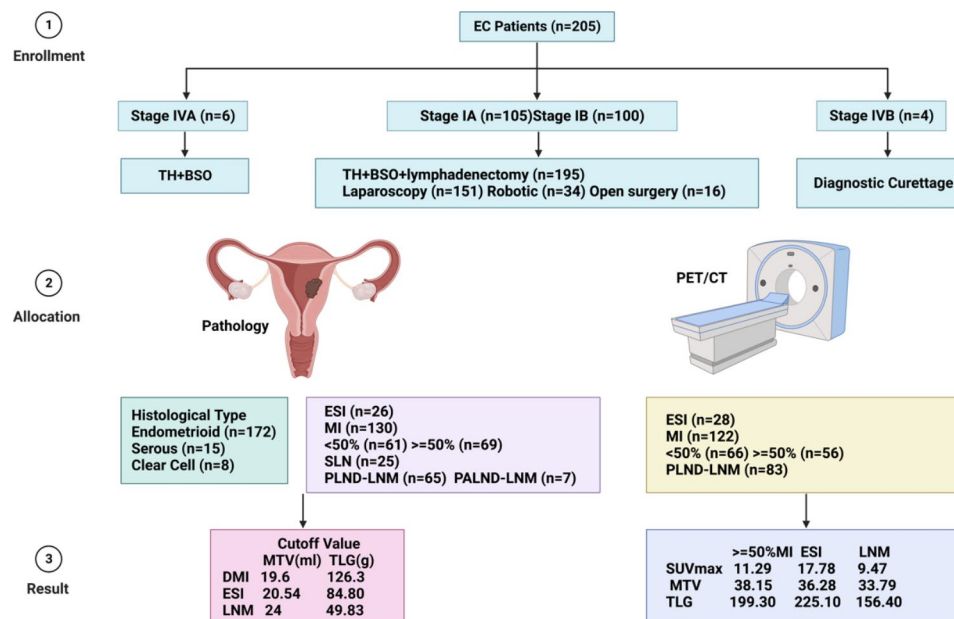 1
Enrollment
EC Patients (n=205)
Stage IVA (n=6)
Stage IA (n=105)Stage IB (n=100)
Stage IVB (n=4)
TH+BSO
TH+BSO+lymphadenectomy (n=195)
Laparoscopy (n=151) Robotic (n=34) Open surgery (n=16)
Diagnostic Curettage
2
Allocation
Pathology
PET/CT
Histological Type
Endometrioid (n=172)
Serous (n=15)
Clear Cell (n=8)
ESI (n=26)
MI (n=130)
<50% (n=61) >=50% (n=69)
SLN (n=25)
PLND-LNM (n=65) PALND-LNM (n=7)
ESI (n=28)
MI (n=122)
<50% (n=66) >=50% (n=56)
PLND-LNM (n=83)
3
Result
Cutoff Value
MTV(ml) TLG(g)
DMI 19.6 126.3
ESI 20.54 84.80
LNM 24 49.83
>=50%MI ESI LNM
SUVmax 11.29 17.78 9.47
MTV 38.15 36.28 33.79
TLG 199.30 225.10 156.40